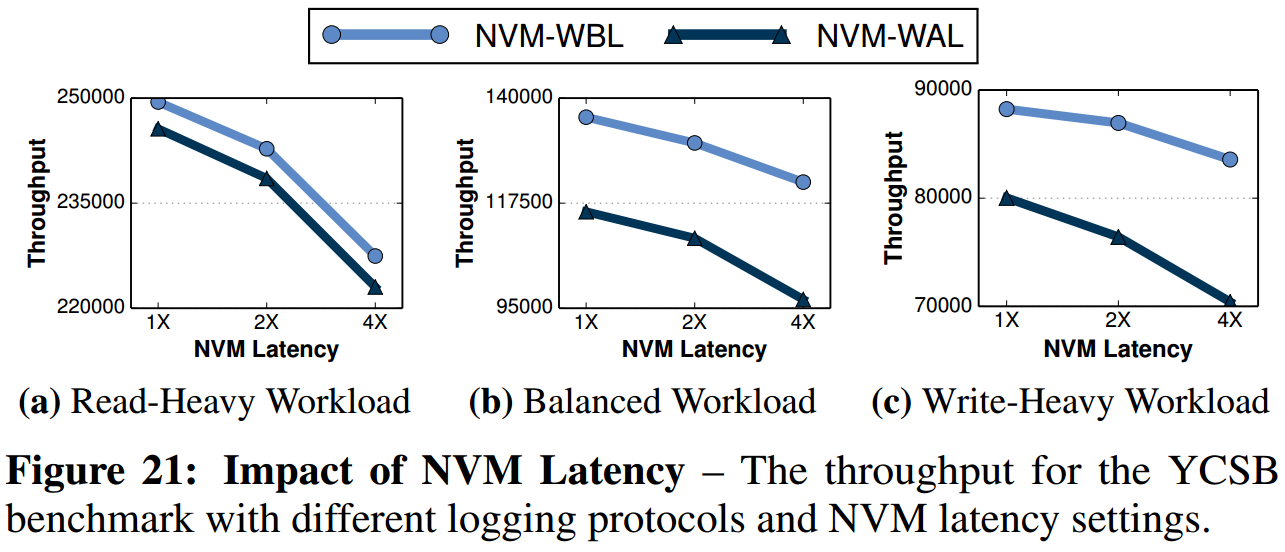 NVM-WBL NVM-WAL
250000
235000
220000
Throughput
1X 2X 4X
NVM Latency
(a) Read-Heavy Workload
140000
117500
95000
Throughput
1X 2X 4X
NVM Latency
(b) Balanced Workload
90000
80000
70000
Throughput
1X 2X 4X
NVM Latency
(c) Write-Heavy Workload
Figure 21: Impact of NVM Latency – The throughput for the YCSB
benchmark with different logging protocols and NVM latency settings.